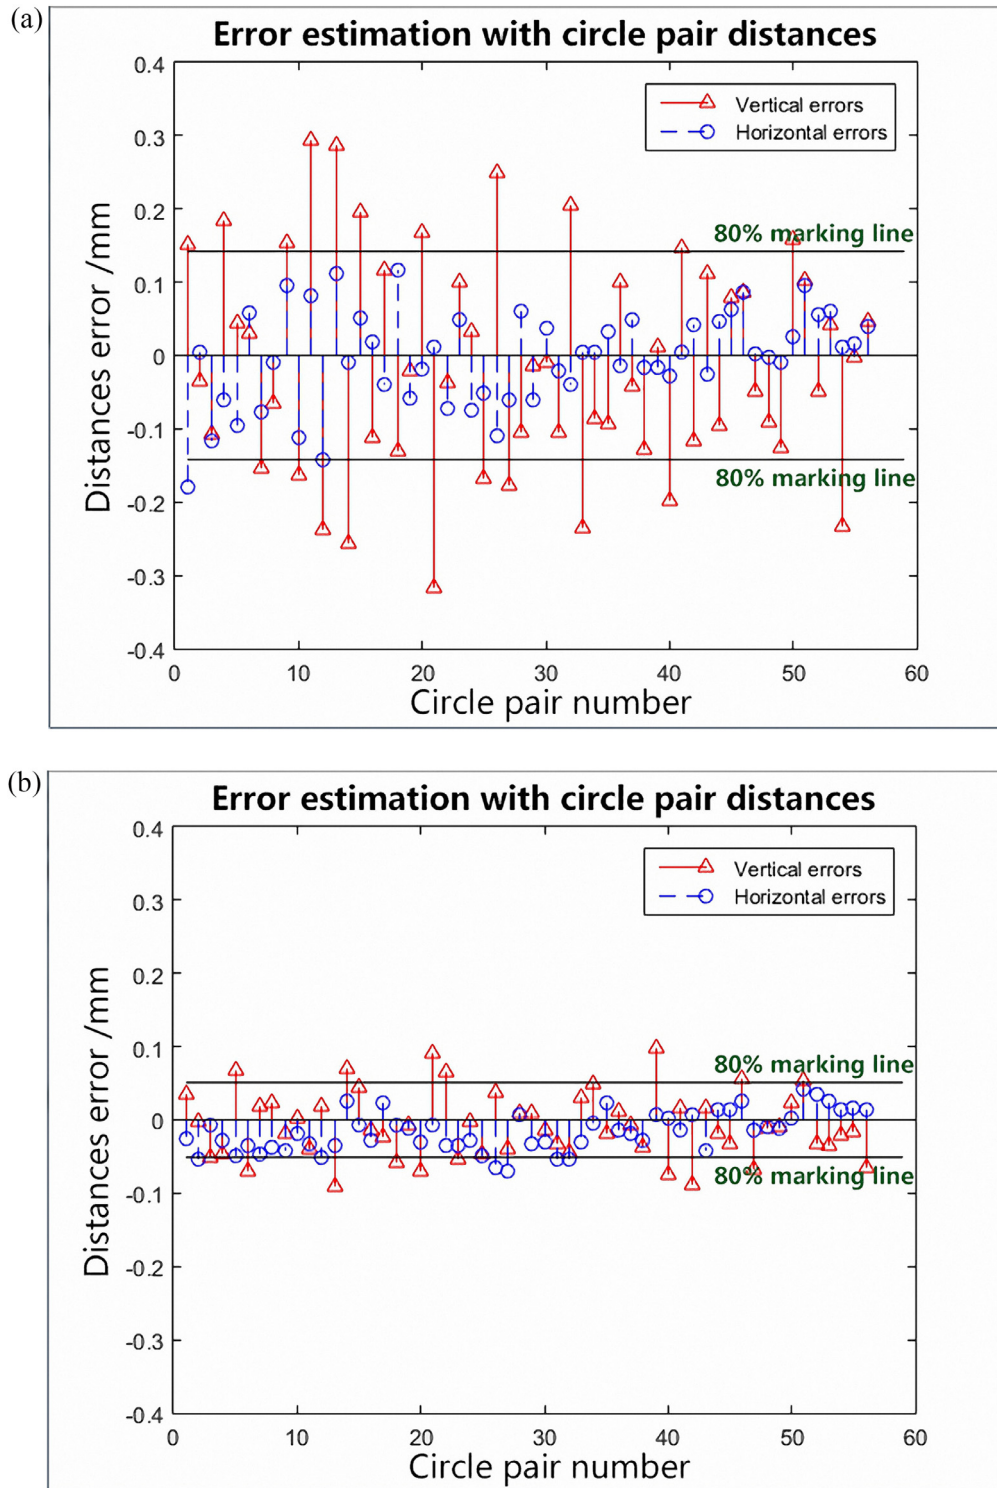 (a)
Error estimation with circle pair distances
0.4
0.3
0.2
0.1
0
-0.1
-0.2
-0.3
-0.4
Distances error /mm
Vertical errors
Horizontal errors
80% marking line
80% marking line
0 10 20 30 40 50 60
Circle pair number
(b)
Error estimation with circle pair distances
0.4
0.3
0.2
0.1
0
-0.1
-0.2
-0.3
-0.4
Distances error /mm
Vertical errors
Horizontal errors
80% marking line
80% marking line
0 10 20 30 40 50 60
Circle pair number